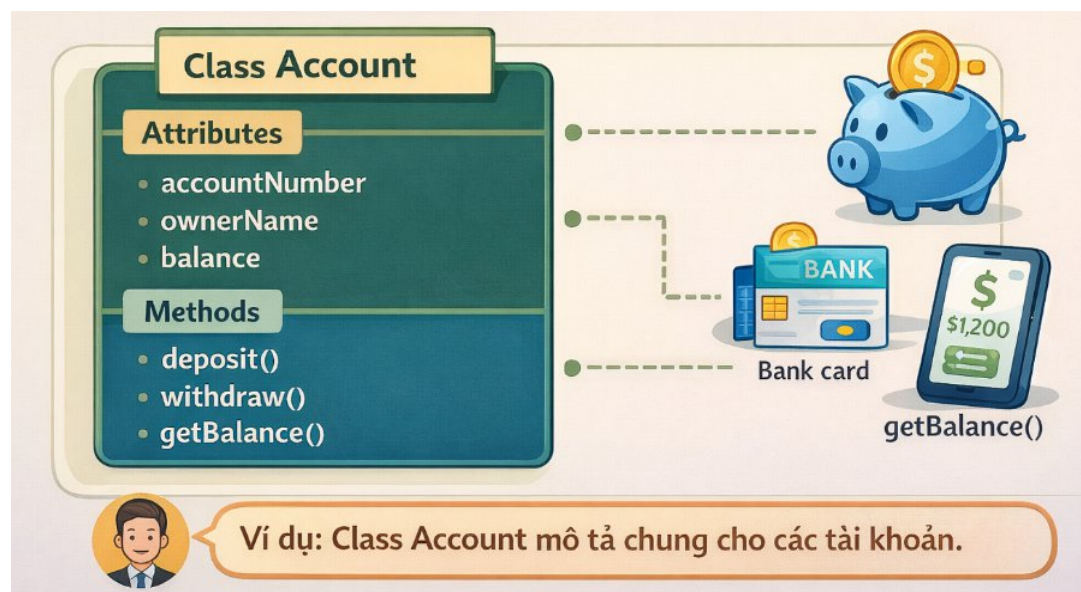 Class Account
Attributes
• accountNumber
• ownerName
• balance
Methods
• deposit()
• withdraw()
• getBalance()
$
$
BANK
Bank card
$
$1,200
getBalance()
Ví dụ: Class Account mô tả chung cho các tài khoản.